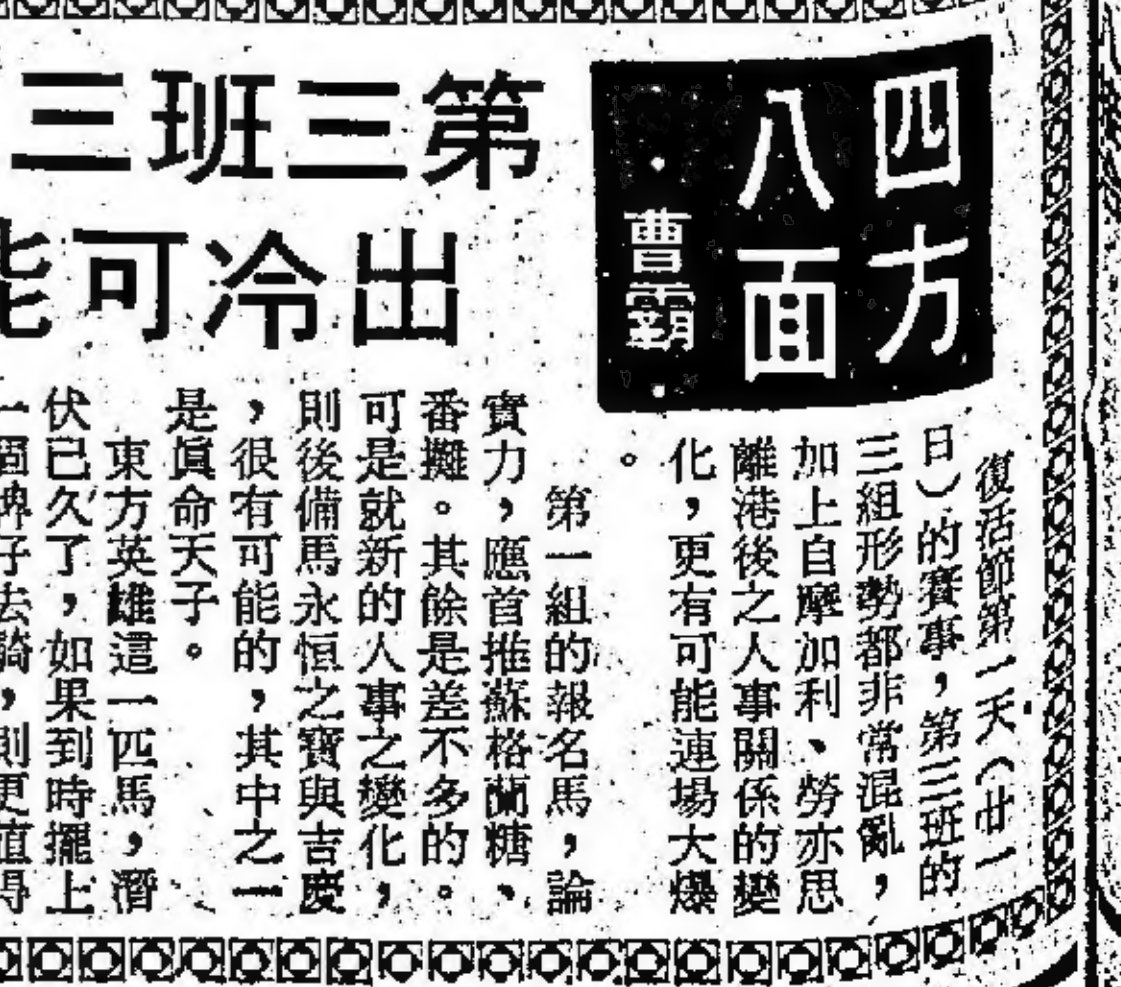 四方
八面
·曹霸·
第三班三
出冷可能
復活節第一天（廿一
日）的賽事，第三班的
三組形勢都非常混亂，
加上自摩加利、勞亦思
離港後之人事關係的變
化，更有可能連場大爆
。
第一組的報名馬，論
實力，應首推蘇格蘭糖、
番攤。其餘是差不多的。
可是就新的人事之變化，
則後備馬永恒之寶與吉慶
，很有可能的，其中之一
是眞命天子。
東方英雄這一匹馬，潛
伏已久了，如果到時擺上
一個牌子去騎，則更值得